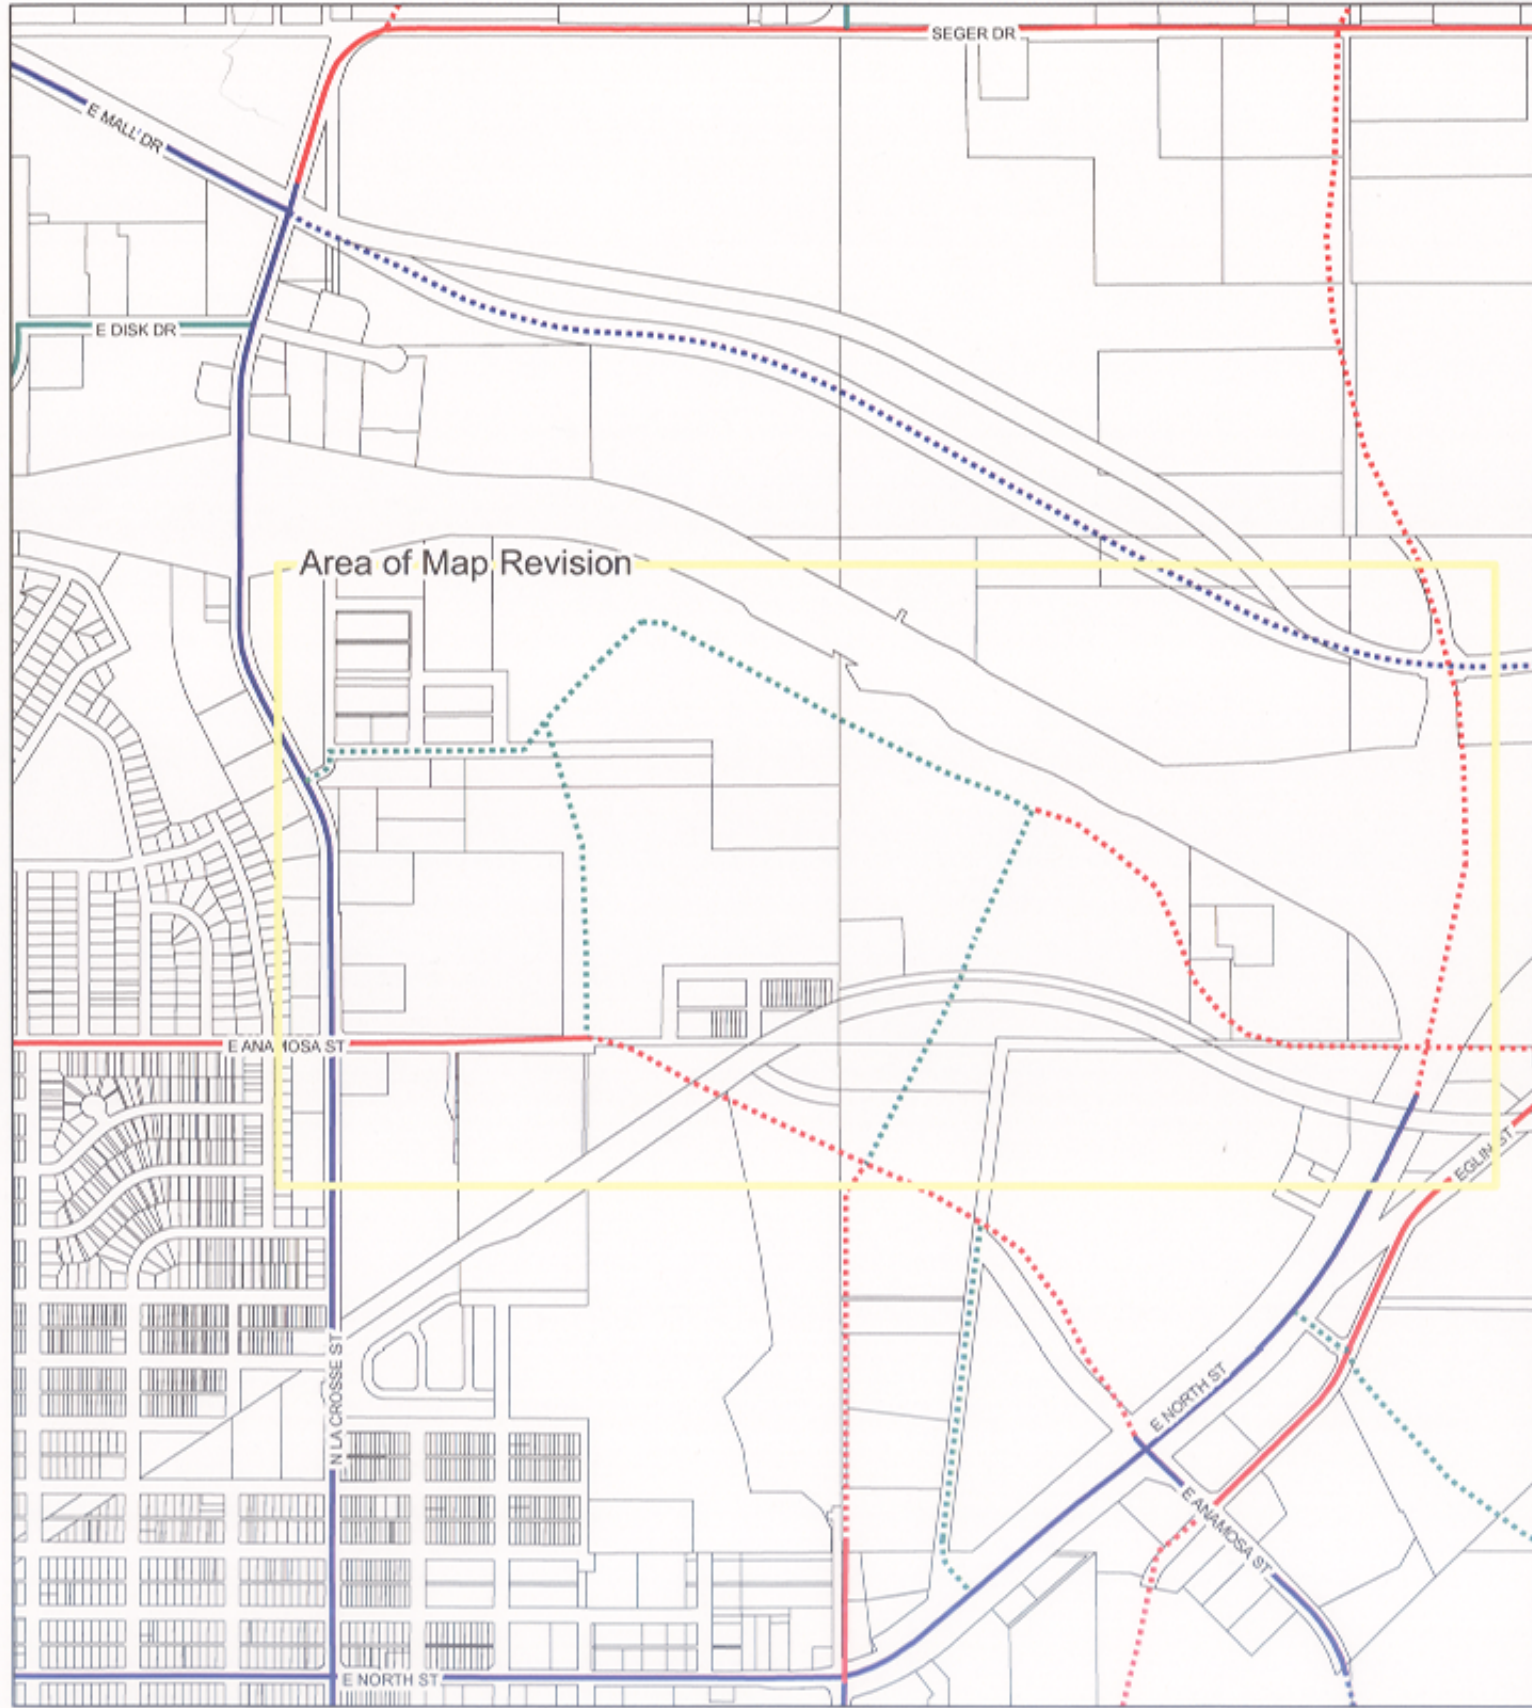 SEGER DR
E MALL DR
E DISK DR
Area of Map Revision
E ANAMOSA ST
EGLIN ST
N LA CROSSE ST
E NORTH ST
E ANAMOSA ST
E NORTH ST